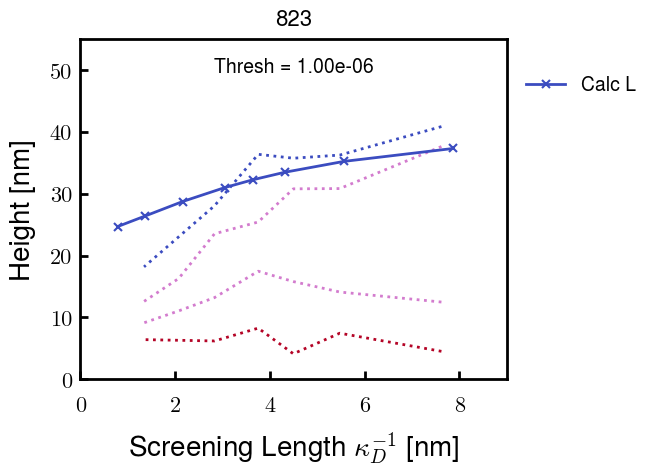 823
Thresh = 1.00e-06
Calc L
Height [nm]
50
40
30
20
10
0
0 2 4 6 8
Screening Length κ_D^{-1} [nm]